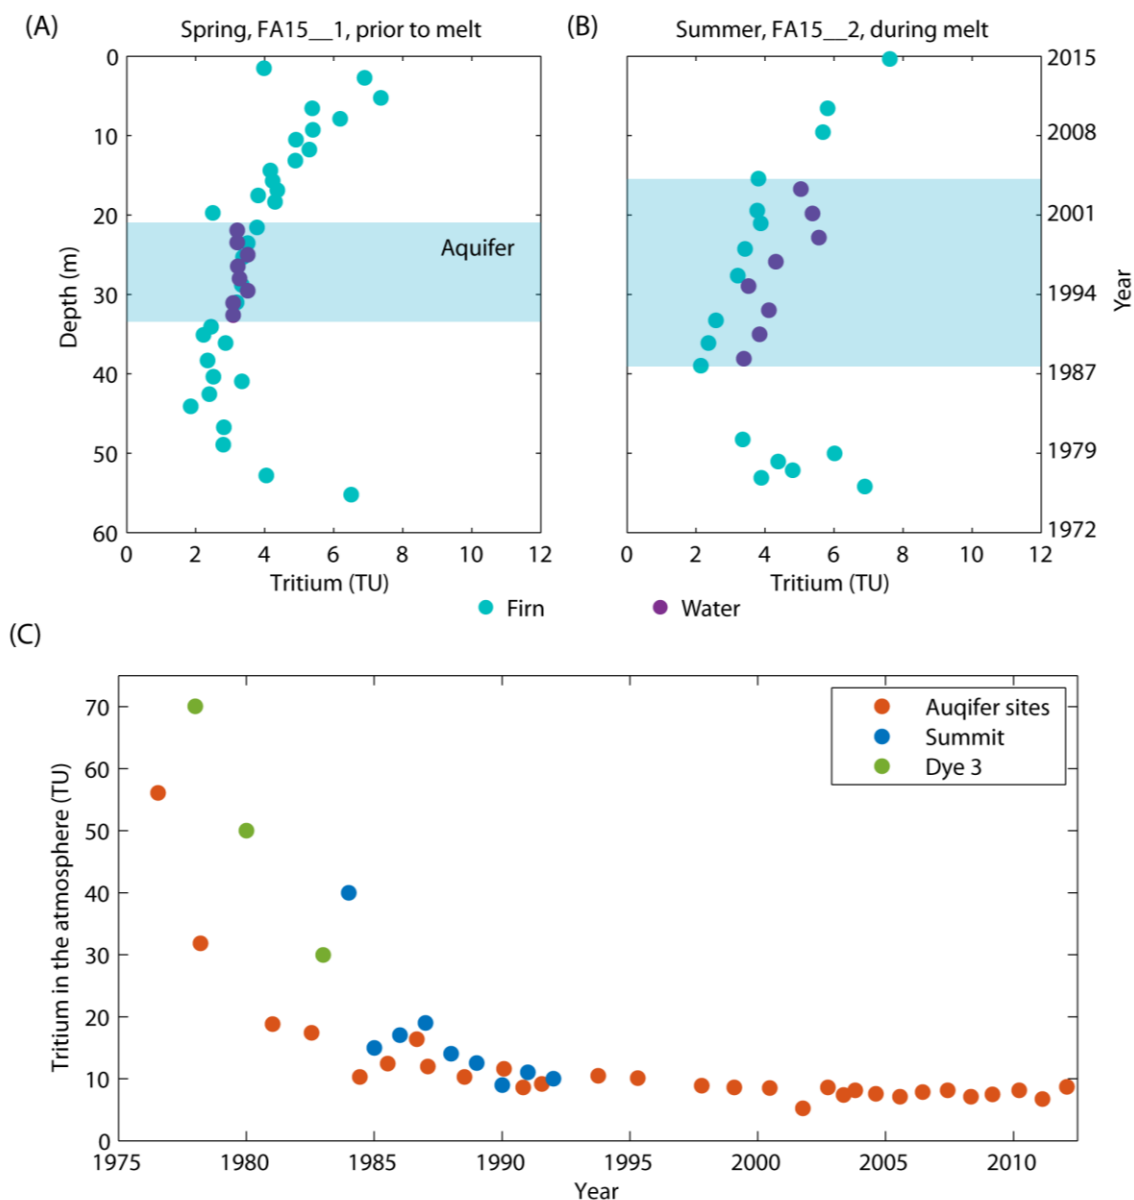 (A) Spring, FA15__1, prior to melt
(B) Summer, FA15__2, during melt
0
10
20
30
40
50
60
Depth (m)
Aquifer
0 2 4 6 8 10 12
Tritium (TU)
2015
2008
2001
1994
1987
1979
1972
Year
0 2 4 6 8 10 12
Tritium (TU)
Firn
Water
(C)
70
60
50
40
30
20
10
0
Tritium in the atmosphere (TU)
Auqifer sites
Summit
Dye 3
1975 1980 1985 1990 1995 2000 2005 2010
Year